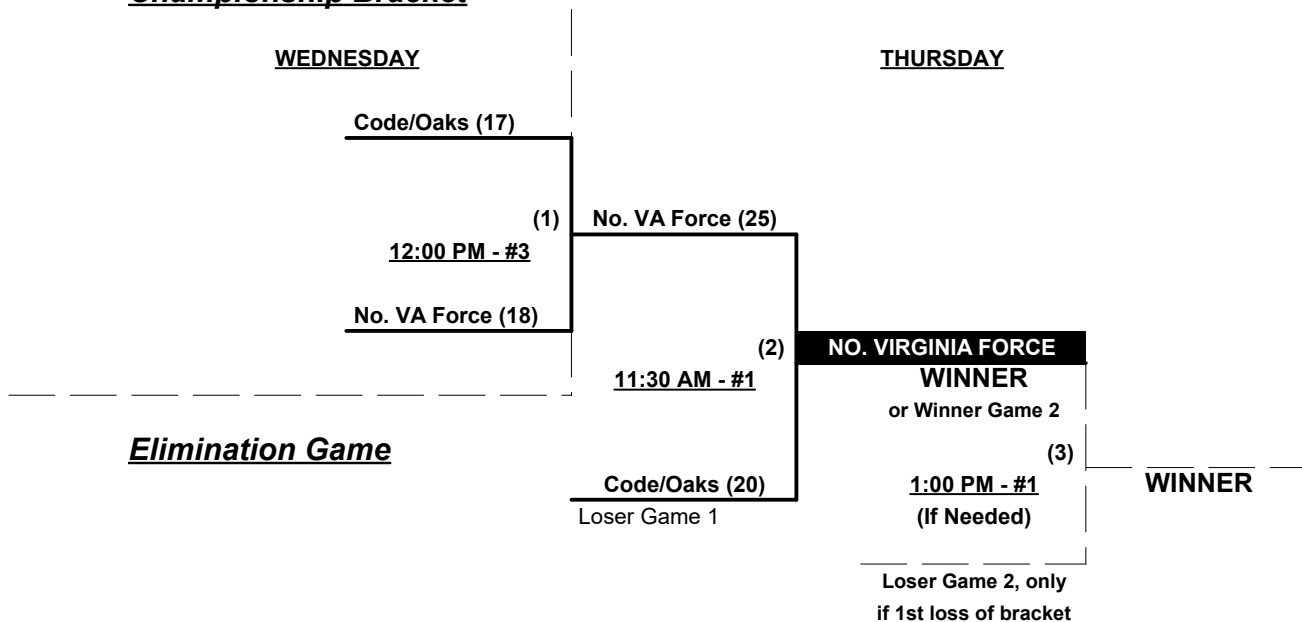 Championship Bracket
WEDNESDAY
THURSDAY
Code/Oaks (17)
(1)
No. VA Force (25)
12:00 PM - #3
No. VA Force (18)
(2)
NO. VIRGINIA FORCE
11:30 AM - #1
WINNER
or Winner Game 2
Elimination Game
(3)
Code/Oaks (20)
1:00 PM - #1
WINNER
Loser Game 1
(If Needed)
Loser Game 2, only
if 1st loss of bracket